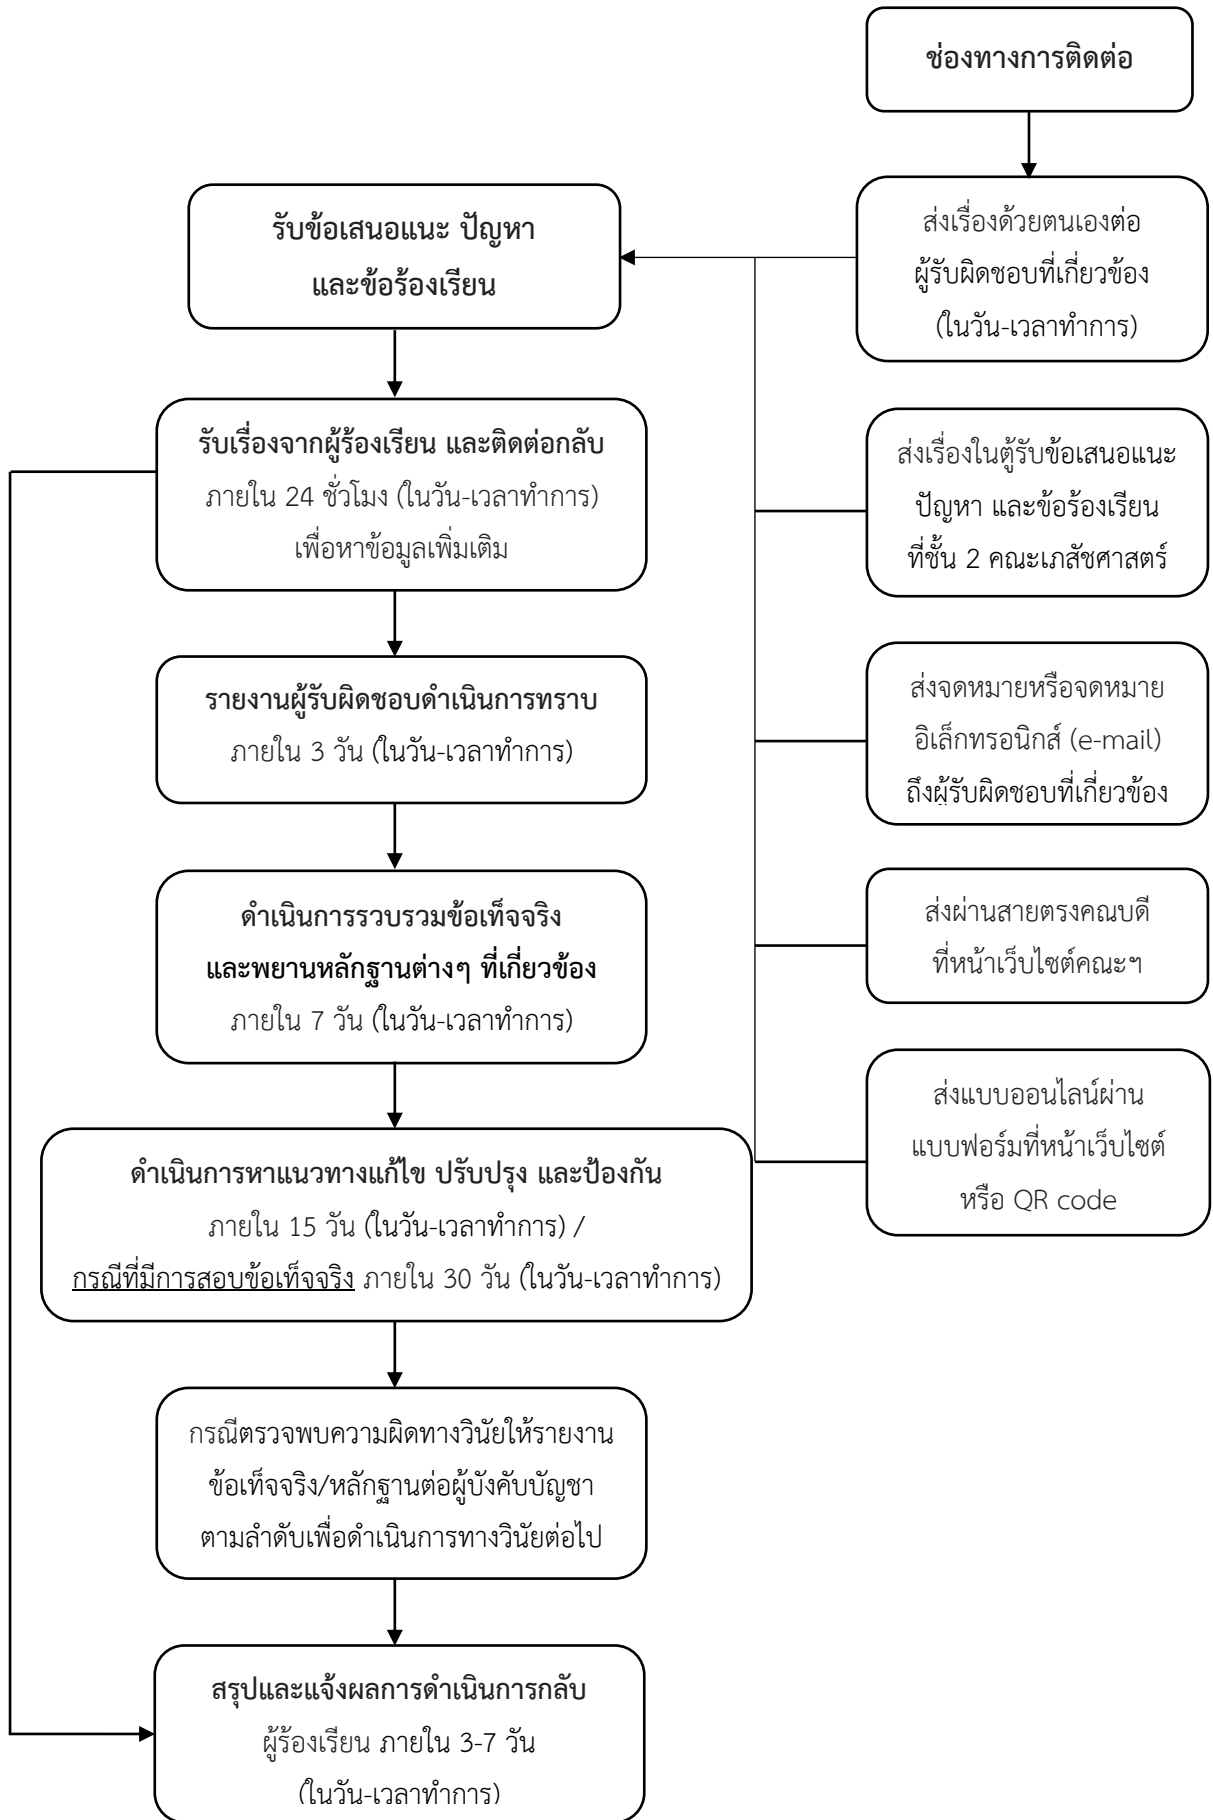 ช่องทางการติดต่อ
ส่งเรื่องด้วยตนเองต่อ
ผู้รับผิดชอบที่เกี่ยวข้อง
(ในวัน-เวลาทำการ)
ส่งเรื่องในตู้รับข้อเสนอแนะ
ปัญหา และข้อร้องเรียน
ที่ชั้น 2 คณะเภสัชศาสตร์
ส่งจดหมายหรือจดหมาย
อิเล็กทรอนิกส์ (e-mail)
ถึงผู้รับผิดชอบที่เกี่ยวข้อง
ส่งผ่านสายตรงคณบดี
ที่หน้าเว็บไซต์คณะฯ
ส่งแบบออนไลน์ผ่าน
แบบฟอร์มที่หน้าเว็บไซต์
หรือ QR code
รับข้อเสนอแนะ ปัญหา
และข้อร้องเรียน
รับเรื่องจากผู้ร้องเรียน และติดต่อกลับ
ภายใน 24 ชั่วโมง (ในวัน-เวลาทำการ)
เพื่อหาข้อมูลเพิ่มเติม
รายงานผู้รับผิดชอบดำเนินการทราบ
ภายใน 3 วัน (ในวัน-เวลาทำการ)
ดำเนินการรวบรวมข้อเท็จจริง
และพยานหลักฐานต่างๆ ที่เกี่ยวข้อง
ภายใน 7 วัน (ในวัน-เวลาทำการ)
ดำเนินการหาแนวทางแก้ไข ปรับปรุง และป้องกัน
ภายใน 15 วัน (ในวัน-เวลาทำการ) /
กรณีที่มีการสอบข้อเท็จจริง ภายใน 30 วัน (ในวัน-เวลาทำการ)
กรณีตรวจพบความผิดทางวินัยให้รายงาน
ข้อเท็จจริง/หลักฐานต่อผู้บังคับบัญชา
ตามลำดับเพื่อดำเนินการทางวินัยต่อไป
สรุปและแจ้งผลการดำเนินการกลับ
ผู้ร้องเรียน ภายใน 3-7 วัน
(ในวัน-เวลาทำการ)